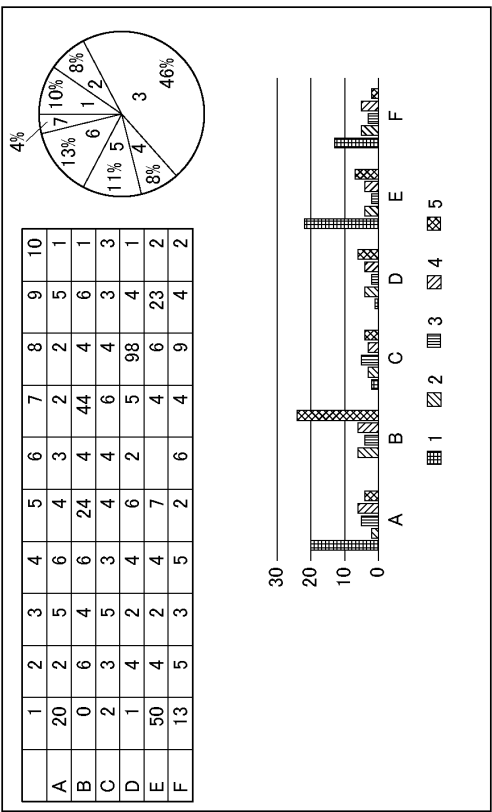 1 2 3 4 5 6 7 8 9 10
A 20 2 5 6 4 3 2 2 5 1
B 0 6 4 6 24 4 44 4 6 1
C 2 3 5 3 4 4 6 4 3 3
D 1 4 2 4 6 2 5 98 4 1
E 50 4 2 4 7 4 6 23 2
F 13 5 3 5 2 6 4 9 4 2
4%
10%
8%
7
1
2
13%
6
46%
3
11%
5
8%
4
30
20
10
0
A B C D E F
1 2 3 4 5